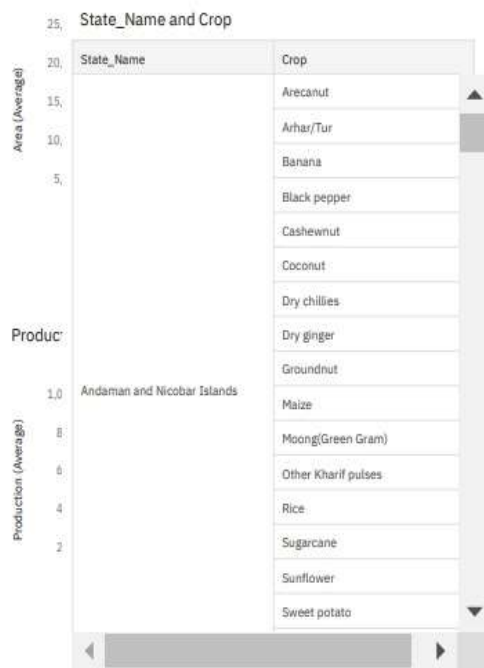 State_Name and Crop
State_Name Crop
Arecanut
Arhar/Tur
Banana
Black pepper
Cashewnut
Coconut
Dry chillies
Dry ginger
Groundnut
Andaman and Nicobar Islands
Maize
Moong(Green Gram)
Other Kharif pulses
Rice
Sugarcane
Sunflower
Sweet potato
Area (Average)
25,
20,
15,
10,
5,
Produc
Production (Average)
1,0
8
6
4
2